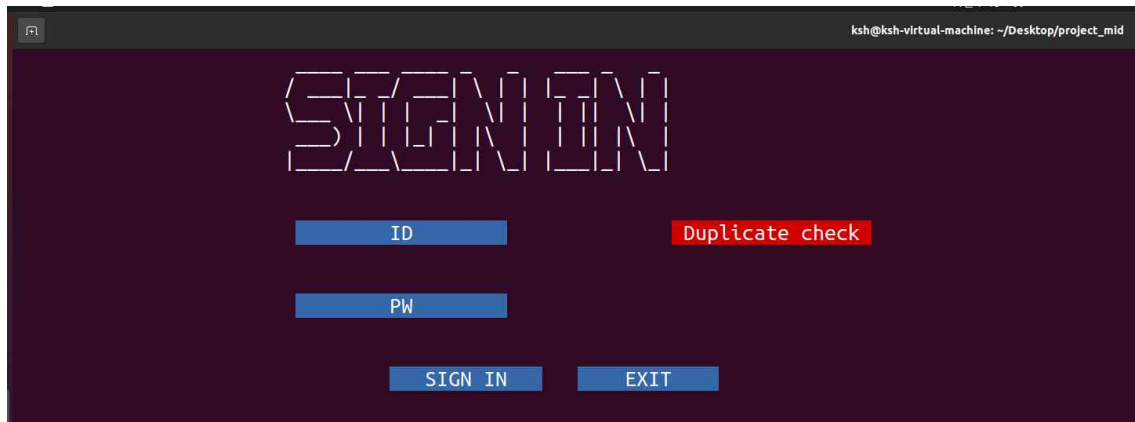 ksh@ksh-virtual-machine: ~/Desktop/project_mid
SIGN IN
ID Duplicate check
PW
SIGN IN EXIT